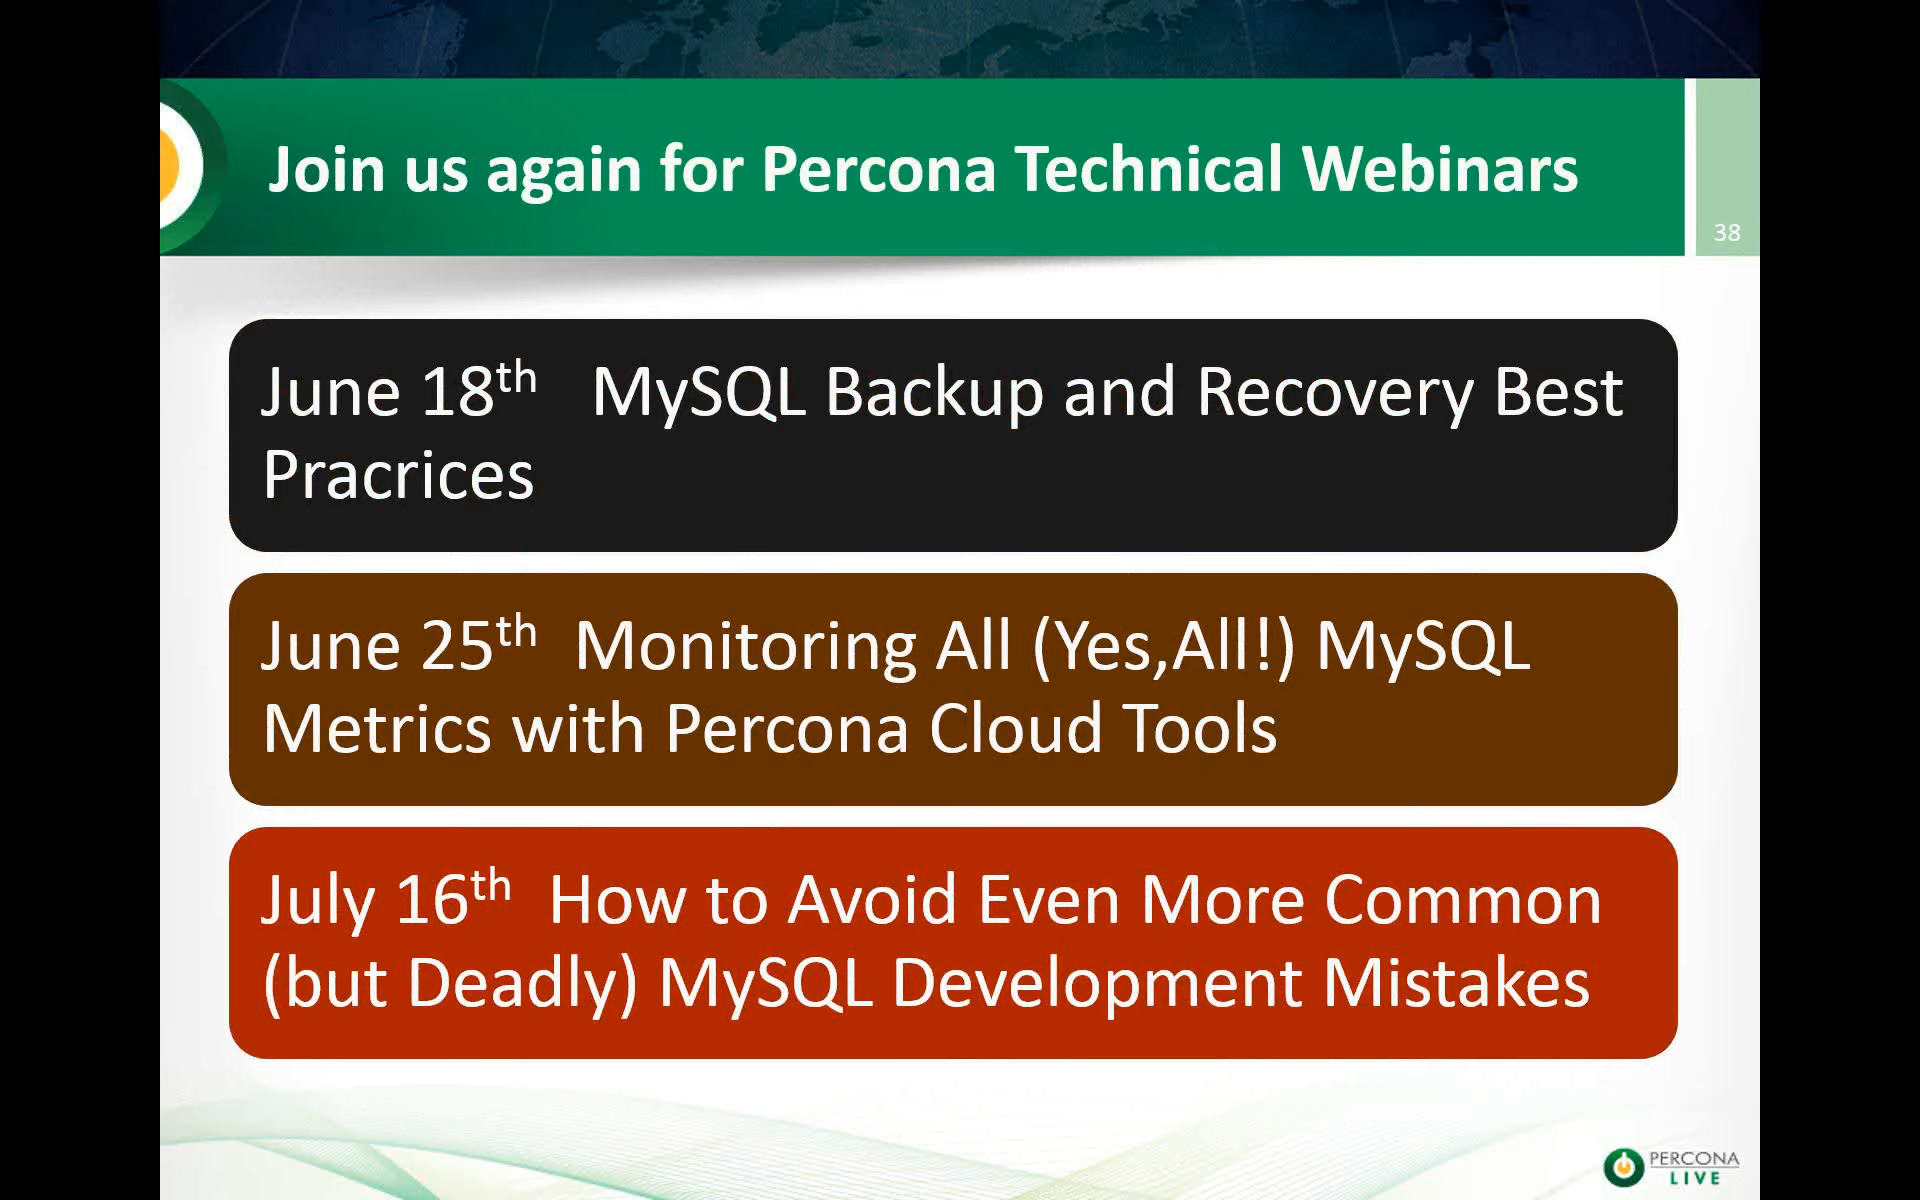 Join us again for Percona Technical Webinars
38
June 18th MySQL Backup and Recovery Best
Pracrices
June 25th Monitoring All (Yes,All!) MySQL
Metrics with Percona Cloud Tools
July 16th How to Avoid Even More Common
(but Deadly) MySQL Development Mistakes
PERCONA
LIVE